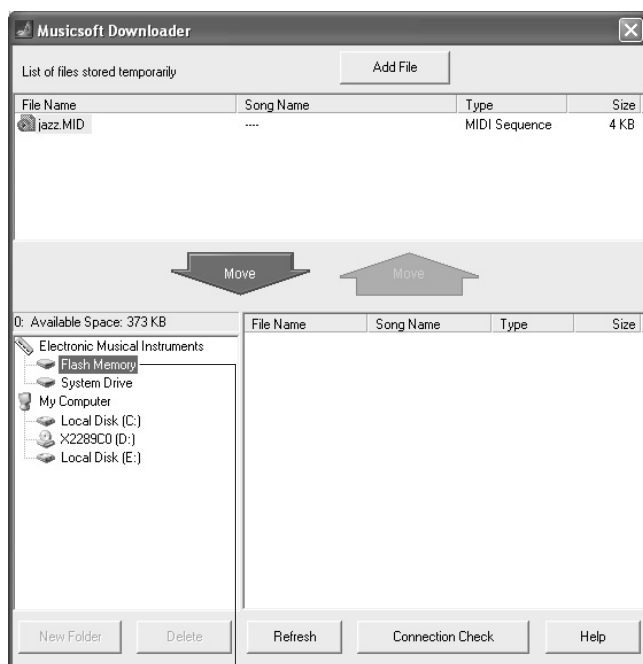 Musicsoft Downloader
List of files stored temporarily
Add File
File Name Song Name Type Size
jazz.MID ---- MIDI Sequence 4 KB
Move Move
0: Available Space: 373 KB
Electronic Musical Instruments
Flash Memory
System Drive
My Computer
Local Disk (C:)
X2289C0 (D:)
Local Disk (E:)
File Name Song Name Type Size
New Folder Delete Refresh Connection Check Help